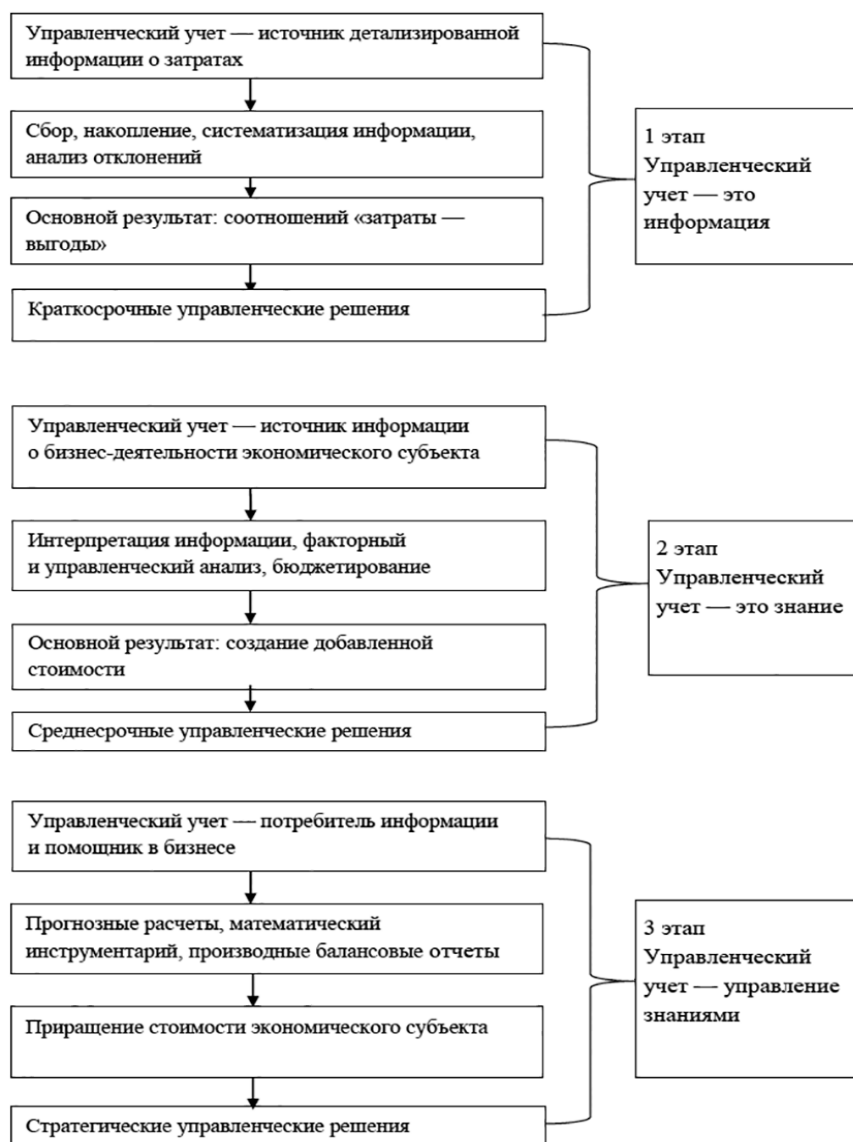 Управленческий учет — источник детализированной
информации о затратах
Сбор, накопление, систематизация информации,
анализ отклонений
Основной результат: соотношений «затраты —
выгоды»
Краткосрочные управленческие решения
1 этап
Управленческий
учет — это
информация
Управленческий учет — источник информации
о бизнес-деятельности экономического субъекта
Интерпретация информации, факторный
и управленческий анализ, бюджетирование
Основной результат: создание добавленной
стоимости
Среднесрочные управленческие решения
2 этап
Управленческий
учет — это знание
Управленческий учет — потребитель информации
и помощник в бизнесе
Прогнозные расчеты, математический
инструментарий, производные балансовые отчеты
Приращение стоимости экономического субъекта
Стратегические управленческие решения
3 этап
Управленческий
учет — управление
знаниями